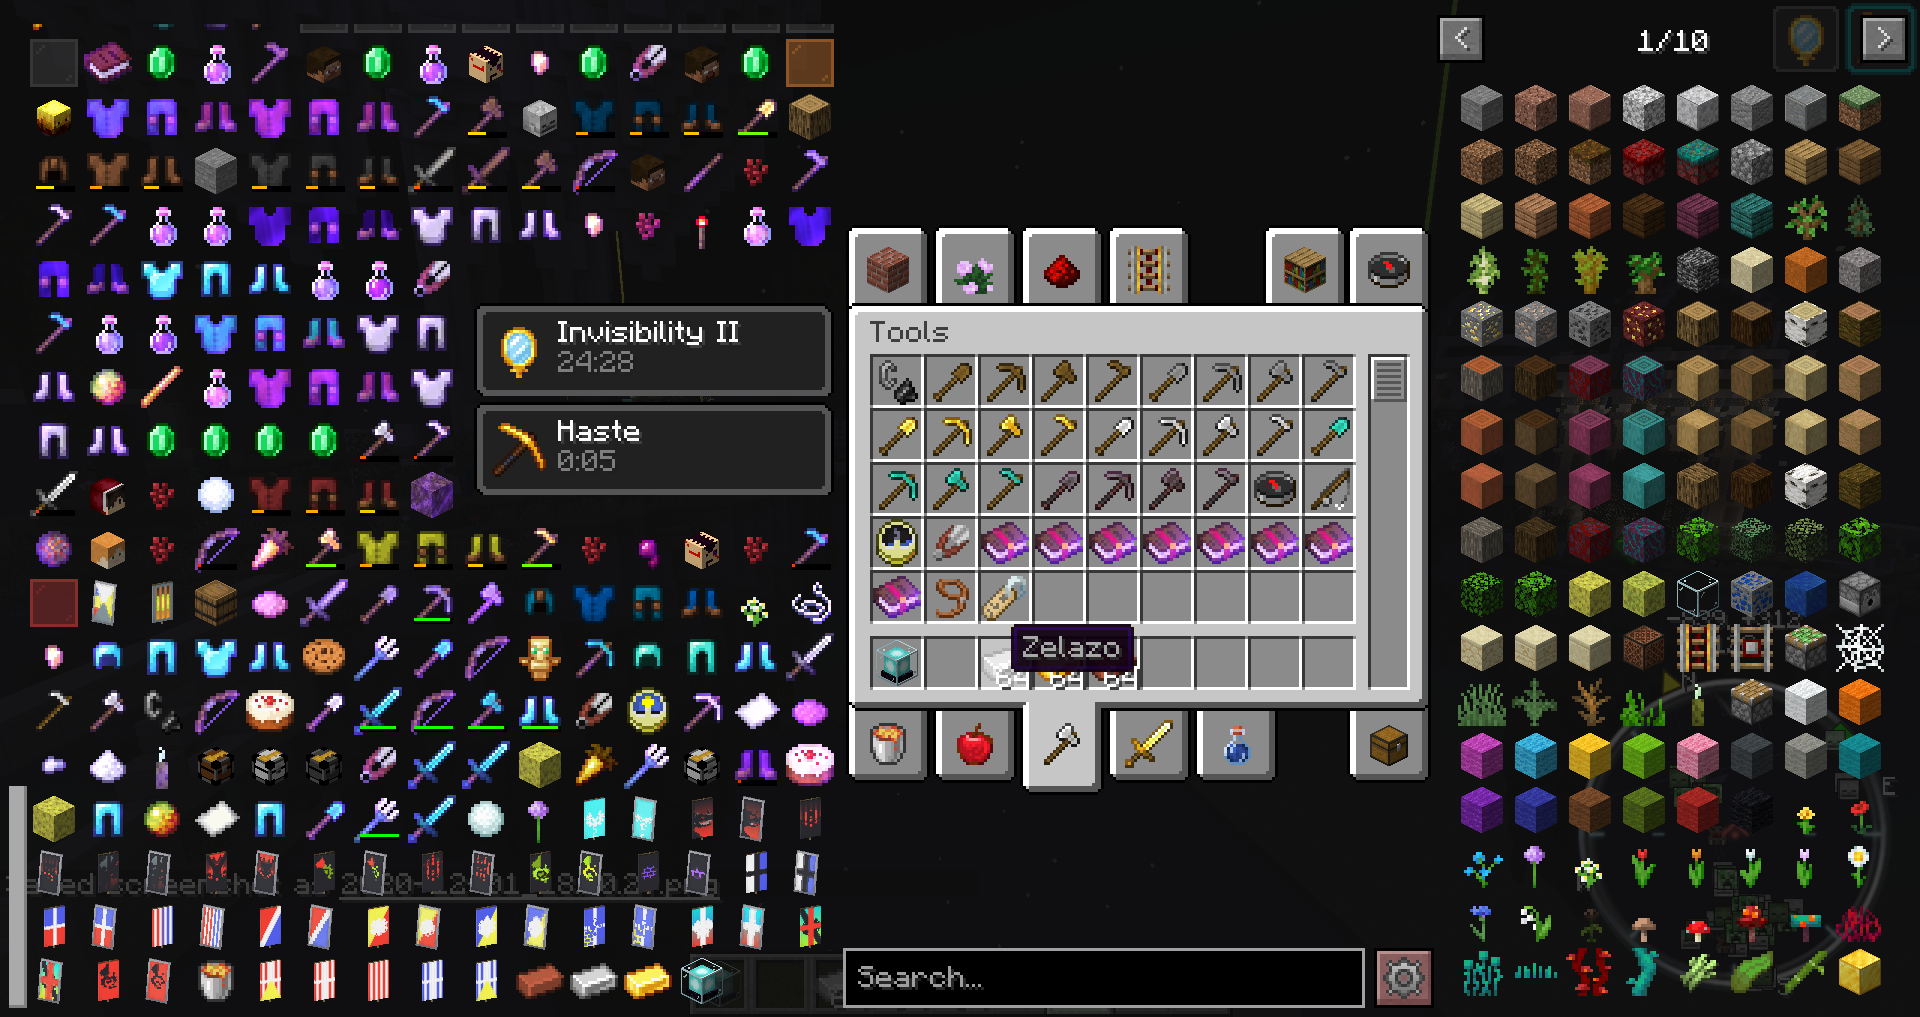 1/10
Invisibility II
24:28
Haste
0:05
Tools
Zelazo
64
64
64
Search...
E